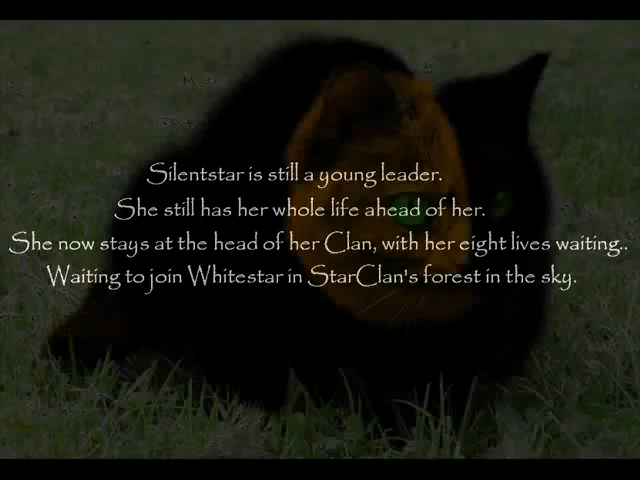 Silentstar is still a young leader.
She still has her whole life ahead of her.
She now stays at the head of her Clan, with her eight lives waiting..
Waiting to join Whitestar in StarClan's forest in the sky.